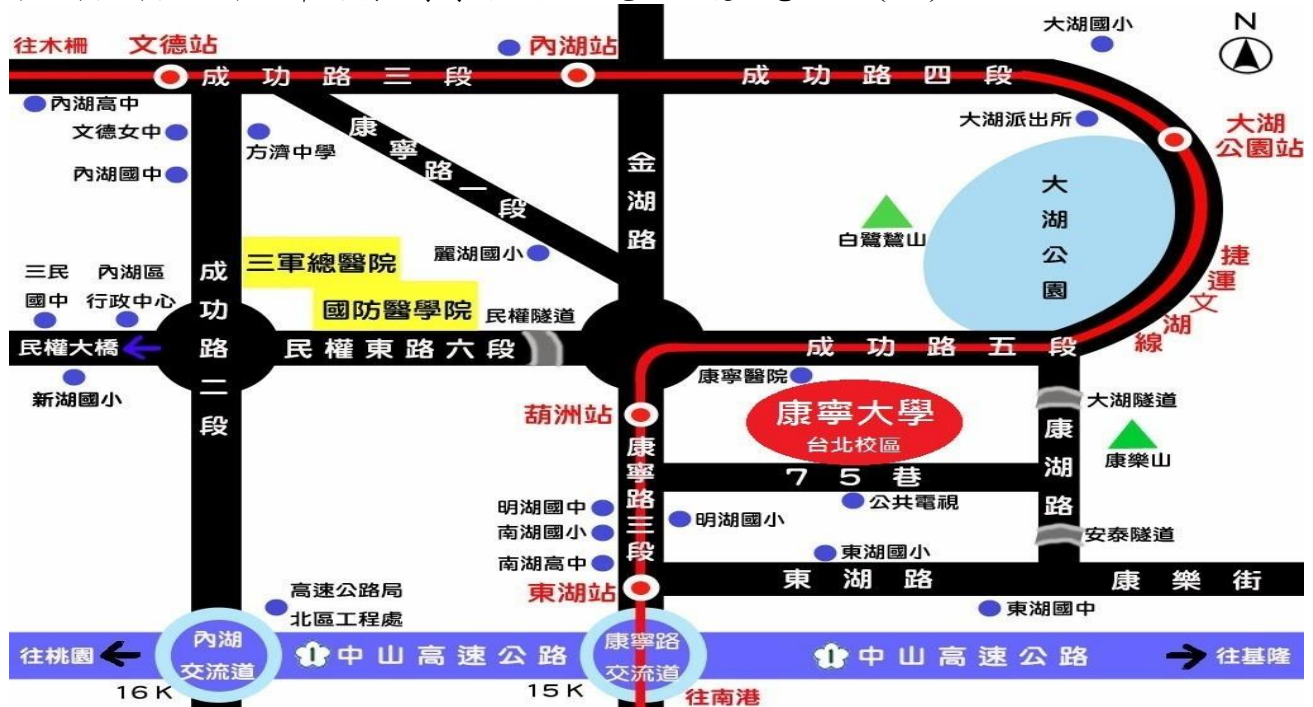 大湖國小
N
往木柵
文德站
內湖站
成功路三段
成功路四段
內湖高中
文德女中
方濟中學
康寧路一段
大湖派出所
大湖公園站
內湖國中
金湖路
大湖公園
白鷺鷥山
三軍總醫院
麗湖國小
捷運文湖線
三民國中
內湖區行政中心
成功路二段
國防醫學院
民權隧道
民權大橋
民權東路六段
成功路五段
新湖國小
康寧醫院
康寧大學
台北校區
大湖隧道
葫洲站
康寧路三段
康湖路
康樂山
75巷
明湖國中
明湖國小
公共電視
南湖國小
安泰隧道
南湖高中
東湖國小
東湖站
東湖路
康樂街
高速公路局
北區工程處
東湖國中
往桃園
內湖交流道
1 中山高速公路
康寧路交流道
1 中山高速公路
往基隆
16K
15K
往南港